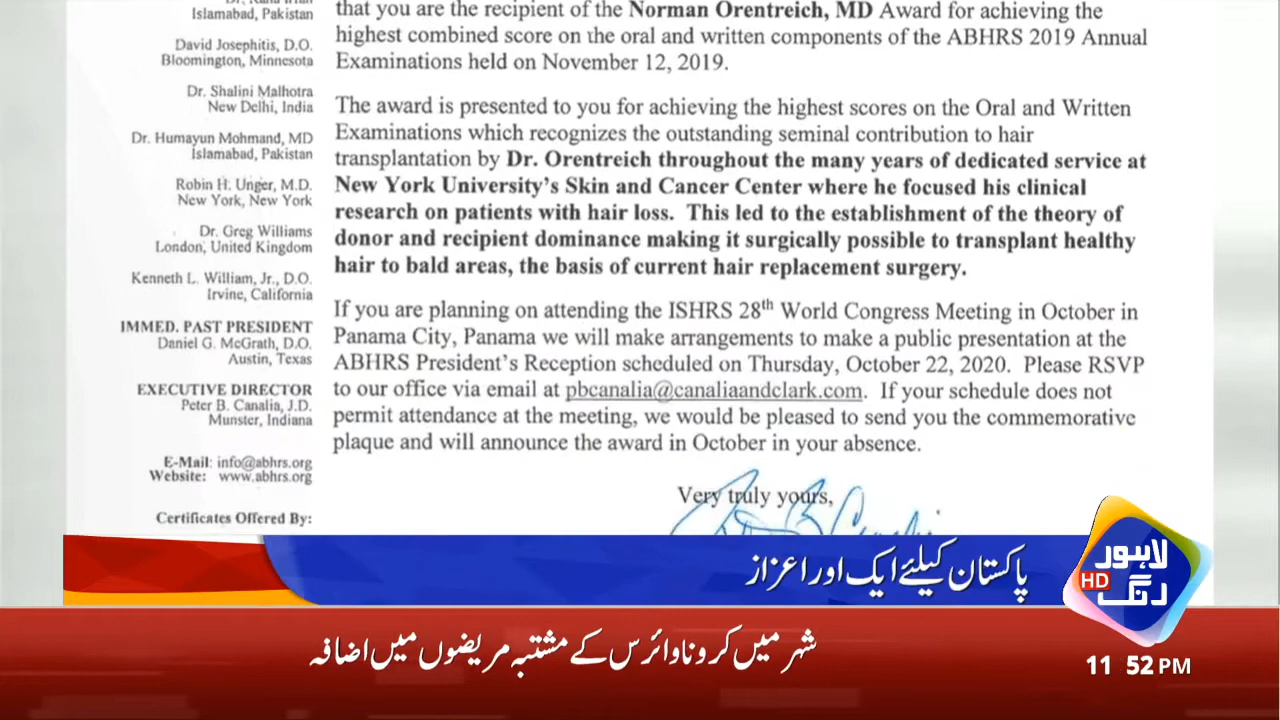 Islamabad, Pakistan
David Josephitis, D.O.
Bloomington, Minnesota
Dr. Shalini Malhotra
New Delhi, India
Dr. Humayun Mohmand, MD
Islamabad, Pakistan
Robin H. Unger, M.D.
New York, New York
Dr. Greg Williams
London, United Kingdom
Kenneth L. William, Jr., D.O.
Irvine, California
IMMED. PAST PRESIDENT
Daniel G. McGrath, D.O.
Austin, Texas
EXECUTIVE DIRECTOR
Peter B. Canalia, J.D.
Munster, Indiana
E-Mail: info@abhrs.org
Website: www.abhrs.org
Certificates Offered By:
that you are the recipient of the Norman Orentreich, MD Award for achieving the
highest combined score on the oral and written components of the ABHRS 2019 Annual
Examinations held on November 12, 2019.
The award is presented to you for achieving the highest scores on the Oral and Written
Examinations which recognizes the outstanding seminal contribution to hair
transplantation by Dr. Orentreich throughout the many years of dedicated service at
New York University's Skin and Cancer Center where he focused his clinical
research on patients with hair loss. This led to the establishment of the theory of
donor and recipient dominance making it surgically possible to transplant healthy
hair to bald areas, the basis of current hair replacement surgery.
If you are planning on attending the ISHRS 28th World Congress Meeting in October in
Panama City, Panama we will make arrangements to make a public presentation at the
ABHRS President's Reception scheduled on Thursday, October 22, 2020. Please RSVP
to our office via email at pbcanalia@canaliaandclark.com. If your schedule does not
permit attendance at the meeting, we would be pleased to send you the commemorative
plaque and will announce the award in October in your absence.
Very truly yours,
پاکستان کیلئے ایک اور اعزاز
لاہور
HD رنگ
شہر میں کرونا وائرس کے مشتبہ مریضوں میں اضافہ
11 52 PM